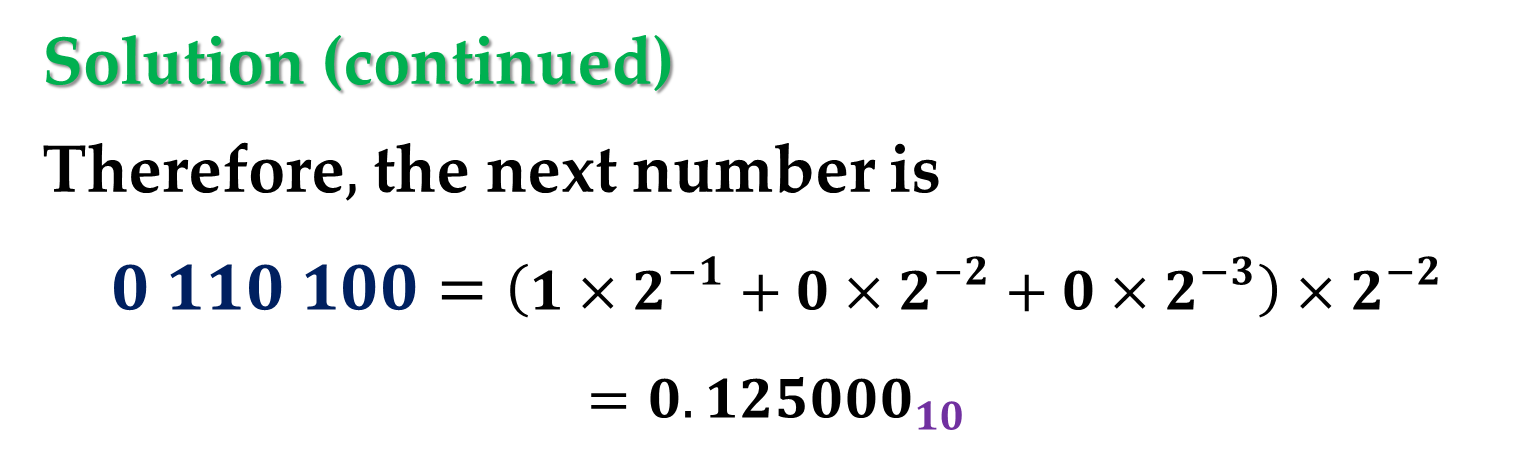 Solution (continued)
Therefore, the next number is
0 110 100 = (1 × 2⁻¹ + 0 × 2⁻² + 0 × 2⁻³) × 2⁻²
= 0.125000₁₀